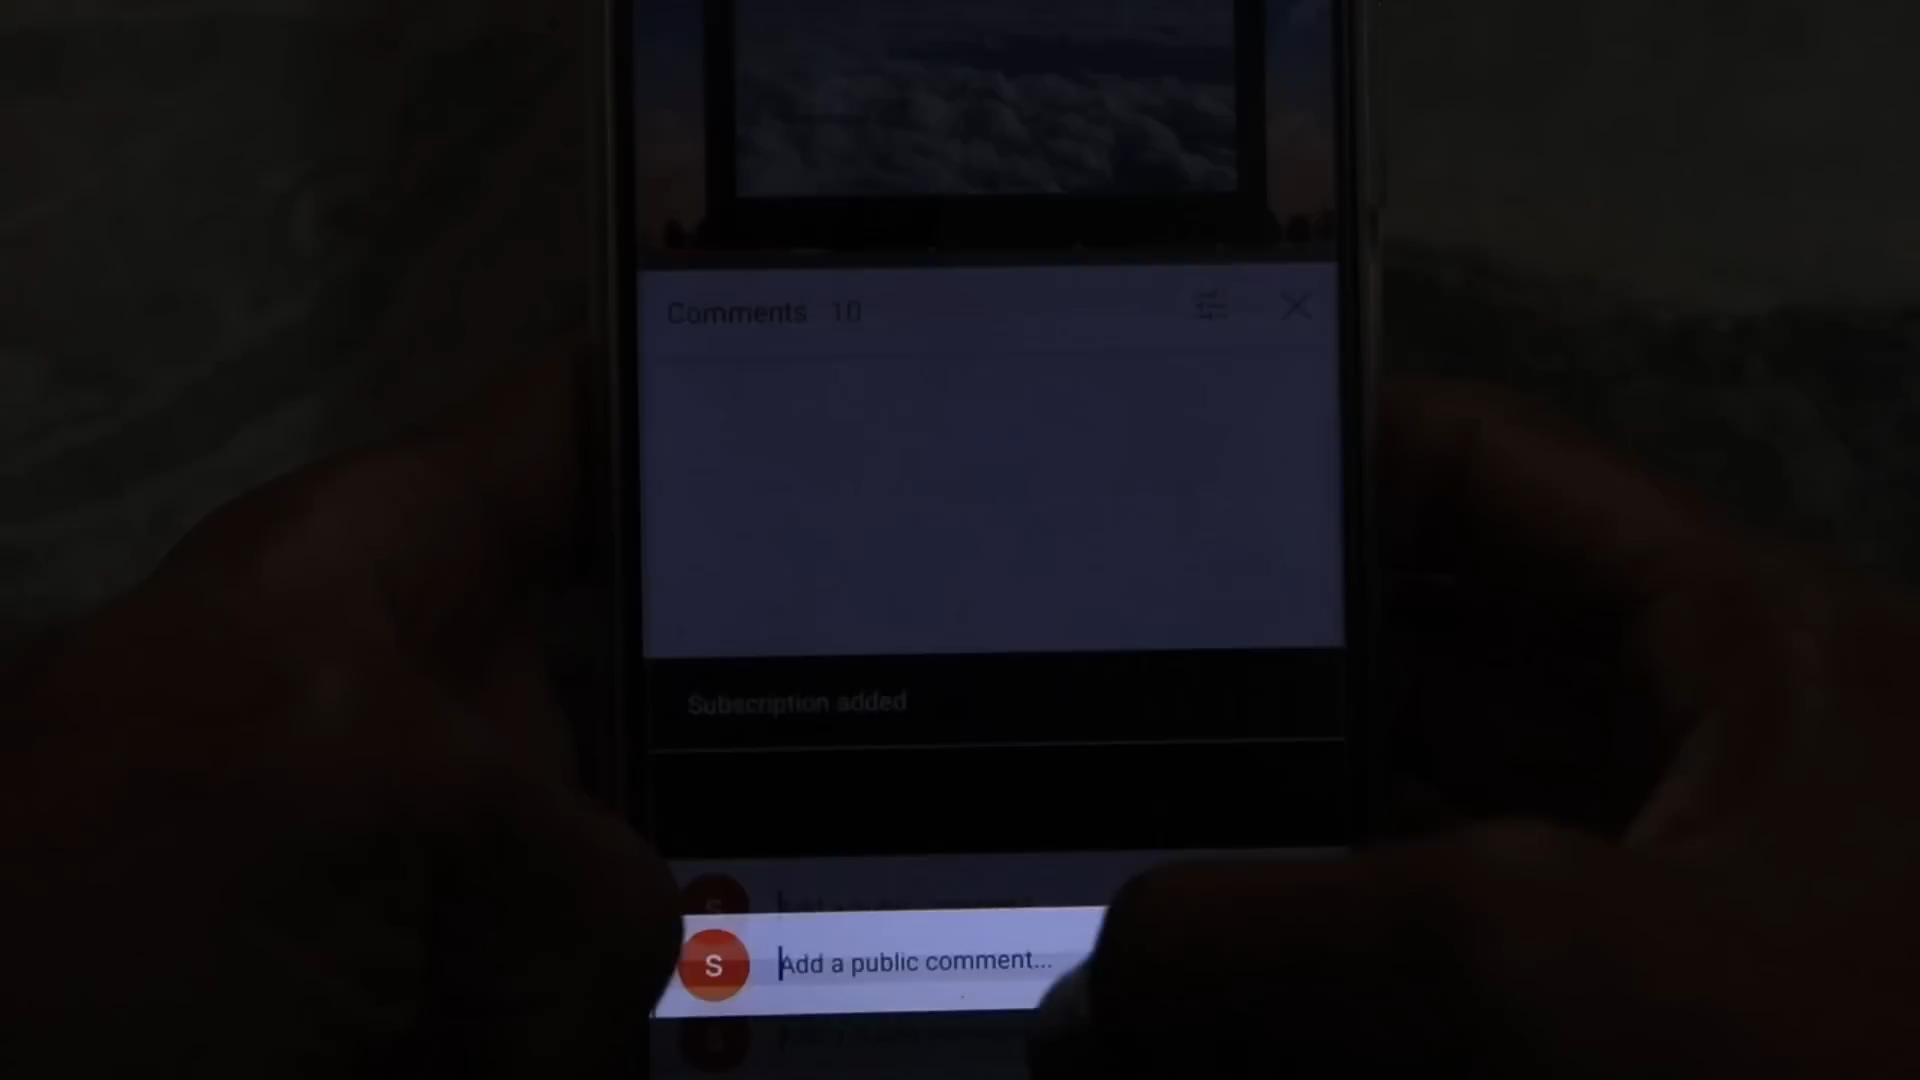 Comments 10
Subscription added
S
S Add a public comment...